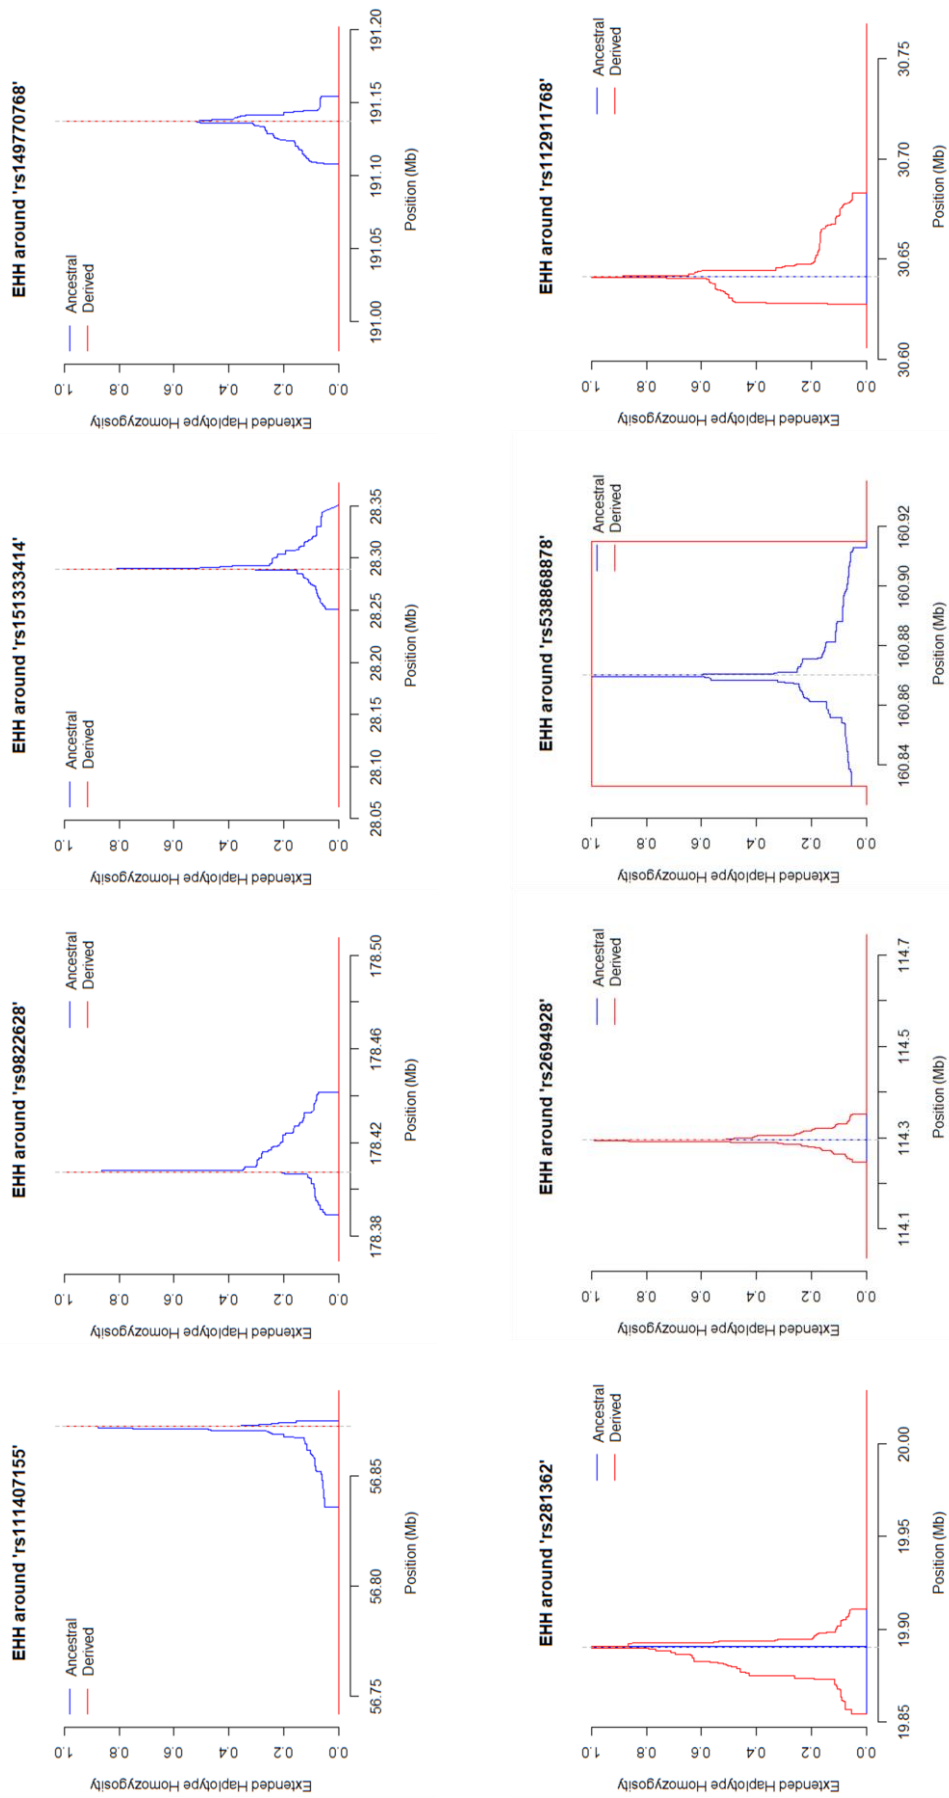 EHH around 'rs111407155'
Extended Haplotype Homozygosity
1.0
0.8
0.6
0.4
0.2
0.0
Ancestral
Derived
56.75 56.80 56.85
Position (Mb)
EHH around 'rs9822628'
Extended Haplotype Homozygosity
1.0
0.8
0.6
0.4
0.2
0.0
Ancestral
Derived
178.38 178.42 178.46 178.50
Position (Mb)
EHH around 'rs151333414'
Extended Haplotype Homozygosity
1.0
0.8
0.6
0.4
0.2
0.0
Ancestral
Derived
28.05 28.10 28.15 28.20 28.25 28.30 28.35
Position (Mb)
EHH around 'rs149770768'
Extended Haplotype Homozygosity
1.0
0.8
0.6
0.4
0.2
0.0
Ancestral
Derived
191.00 191.05 191.10 191.15 191.20
Position (Mb)
EHH around 'rs281362'
Extended Haplotype Homozygosity
1.0
0.8
0.6
0.4
0.2
0.0
Ancestral
Derived
19.85 19.90 19.95 20.00
Position (Mb)
EHH around 'rs2694928'
Extended Haplotype Homozygosity
1.0
0.8
0.6
0.4
0.2
0.0
Ancestral
Derived
114.1 114.3 114.5 114.7
Position (Mb)
EHH around 'rs538868878'
Extended Haplotype Homozygosity
1.0
0.8
0.6
0.4
0.2
0.0
Ancestral
Derived
160.84 160.86 160.88 160.90 160.92
Position (Mb)
EHH around 'rs112911768'
Extended Haplotype Homozygosity
1.0
0.8
0.6
0.4
0.2
0.0
Ancestral
Derived
30.60 30.65 30.70 30.75
Position (Mb)